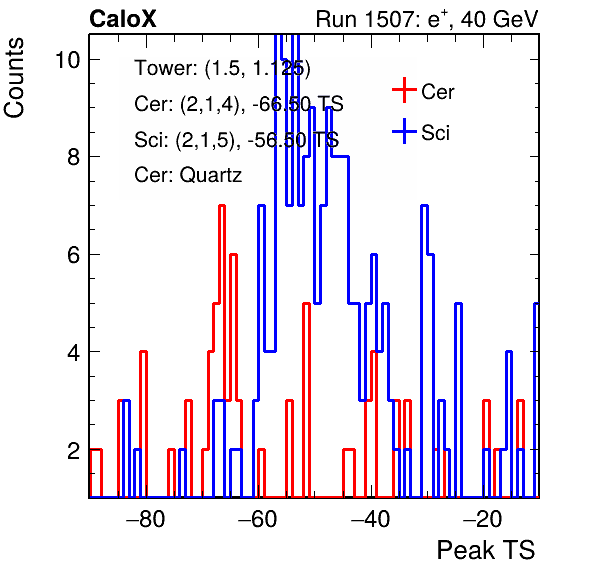 CaloX
Run 1507: e+, 40 GeV
Counts
Tower: (1.5, 1.125)
Cer: (2,1,4), -66.50 TS
Sci: (2,1,5), -56.50 TS
Cer: Quartz
Cer
Sci
10
8
6
4
2
−80
−60
−40
−20
Peak TS